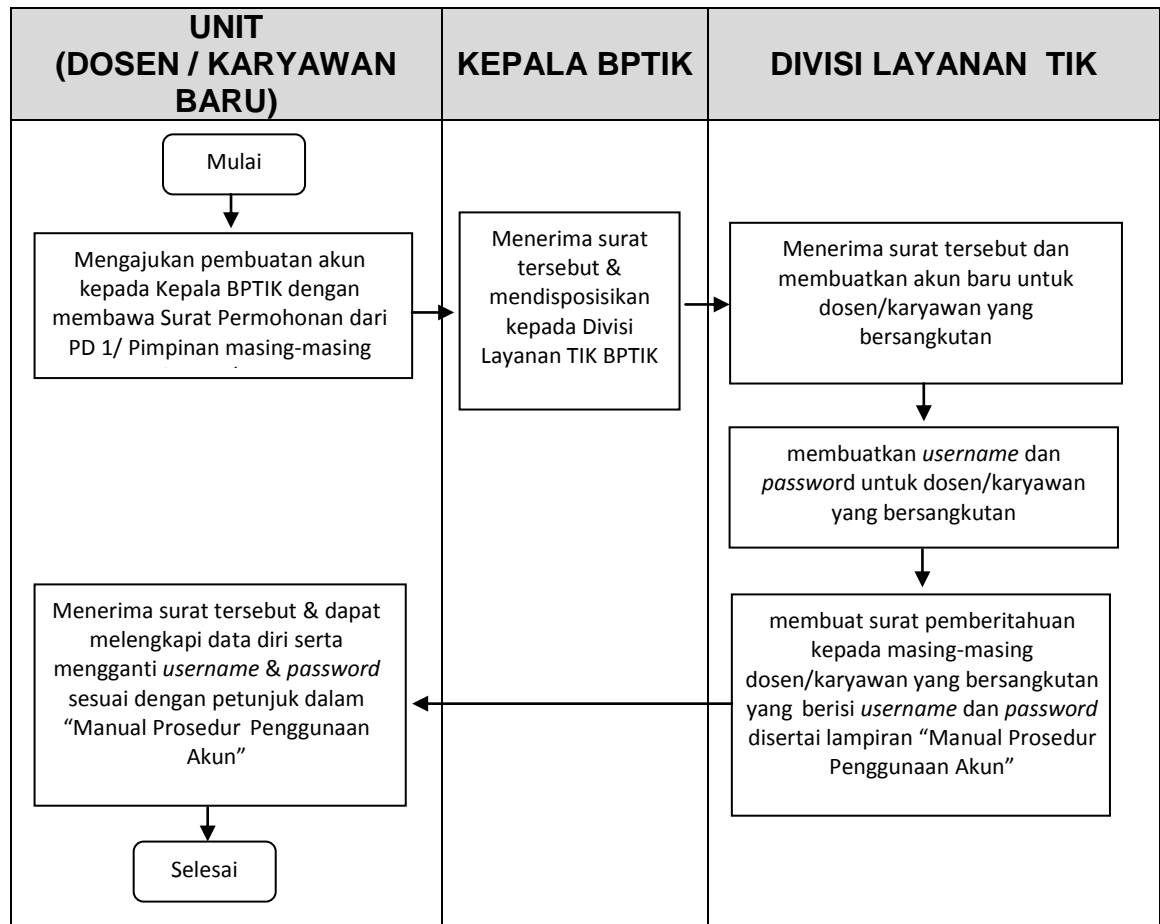 UNIT
(DOSEN / KARYAWAN
BARU)
KEPALA BPTIK
DIVISI LAYANAN TIK
Mulai
Mengajukan pembuatan akun
kepada Kepala BPTIK dengan
membawa Surat Permohonan dari
PD 1/ Pimpinan masing-masing
Menerima surat
tersebut &
mendisposisikan
kepada Divisi
Layanan TIK BPTIK
Menerima surat tersebut dan
membuatkan akun baru untuk
dosen/karyawan yang
bersangkutan
membuatkan username dan
password untuk dosen/karyawan
yang bersangkutan
membuat surat pemberitahuan
kepada masing-masing
dosen/karyawan yang bersangkutan
yang berisi username dan password
disertai lampiran “Manual Prosedur
Penggunaan Akun”
Menerima surat tersebut & dapat
melengkapi data diri serta
mengganti username & password
sesuai dengan petunjuk dalam
“Manual Prosedur Penggunaan
Akun”
Selesai